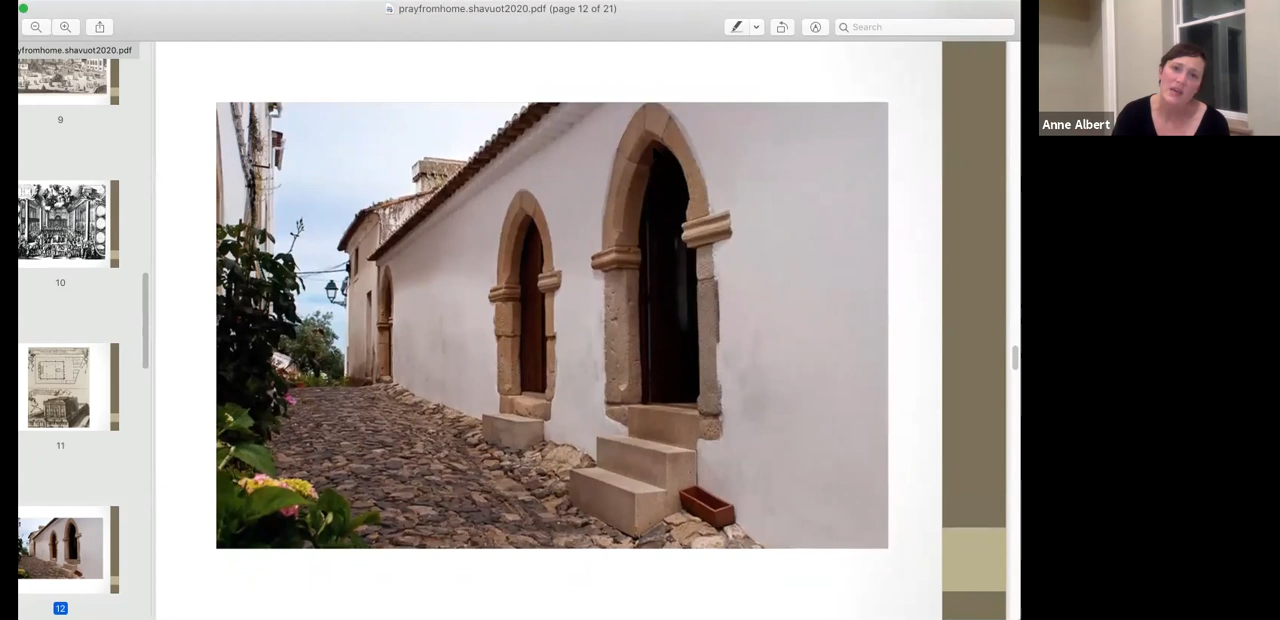 prayfromhome.shavuot2020.pdf (page 12 of 21)
Search
yfromhome.shavuot2020.pdf
9
10
11
12
Anne Albert